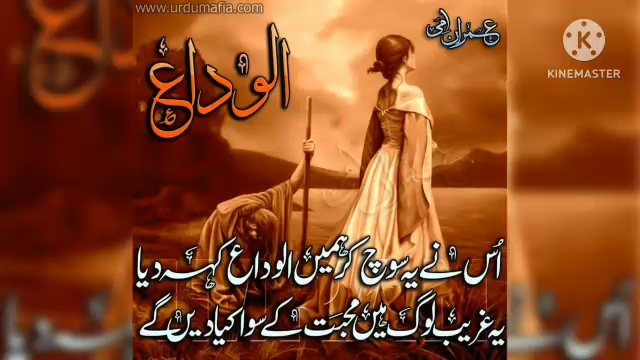 www.urdumafia.com
عمران امی
KINEMASTER
الوداع
اُس نے یہ سوچ کر ہمیں الوداع کہہ دیا
یہ غریب لوگ ہیں محبت کے سوا کیا دیں گے